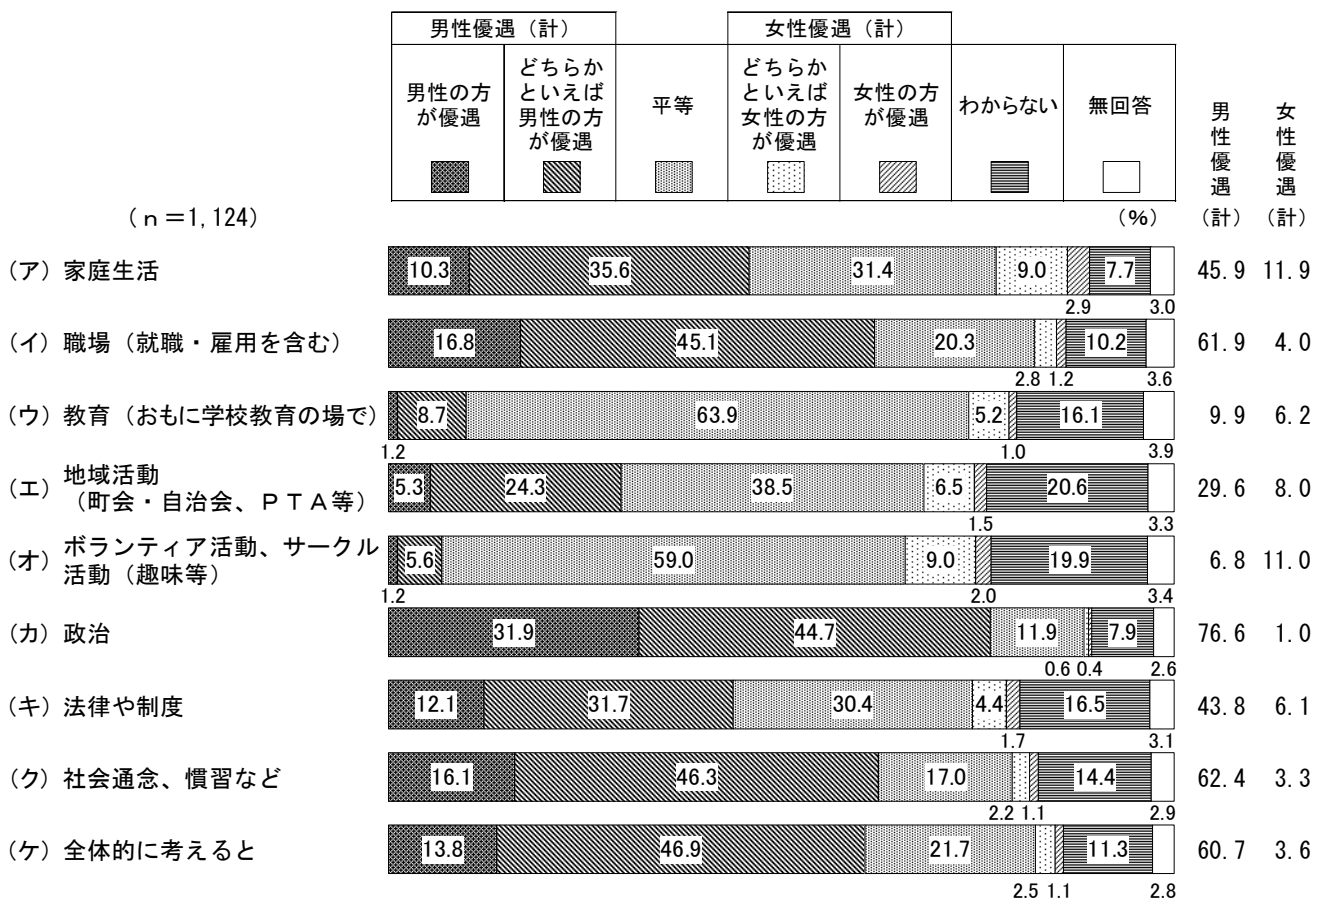 男性優遇（計）
女性優遇（計）
男性の方
が優遇
どちらか
といえば
男性の方
が優遇
平等
どちらか
といえば
女性の方
が優遇
女性の方
が優遇
わからない
無回答
男性優遇（計）
女性優遇（計）
（ｎ＝1,124）
（％）
（ア）家庭生活 10.3 35.6 31.4 9.0 7.7 45.9 11.9
2.9 3.0
（イ）職場（就職・雇用を含む） 16.8 45.1 20.3 10.2 61.9 4.0
2.8 1.2 3.6
（ウ）教育（おもに学校教育の場で） 8.7 63.9 5.2 16.1 9.9 6.2
1.2 1.0 3.9
（エ）地域活動
（町会・自治会、ＰＴＡ等） 5.3 24.3 38.5 6.5 20.6 29.6 8.0
1.5 3.3
（オ）ボランティア活動、サークル
活動（趣味等） 5.6 59.0 9.0 19.9 6.8 11.0
1.2 2.0 3.4
（カ）政治 31.9 44.7 11.9 7.9 76.6 1.0
0.6 0.4 2.6
（キ）法律や制度 12.1 31.7 30.4 4.4 16.5 43.8 6.1
1.7 3.1
（ク）社会通念、慣習など 16.1 46.3 17.0 14.4 62.4 3.3
2.2 1.1 2.9
（ケ）全体的に考えると 13.8 46.9 21.7 11.3 60.7 3.6
2.5 1.1 2.8